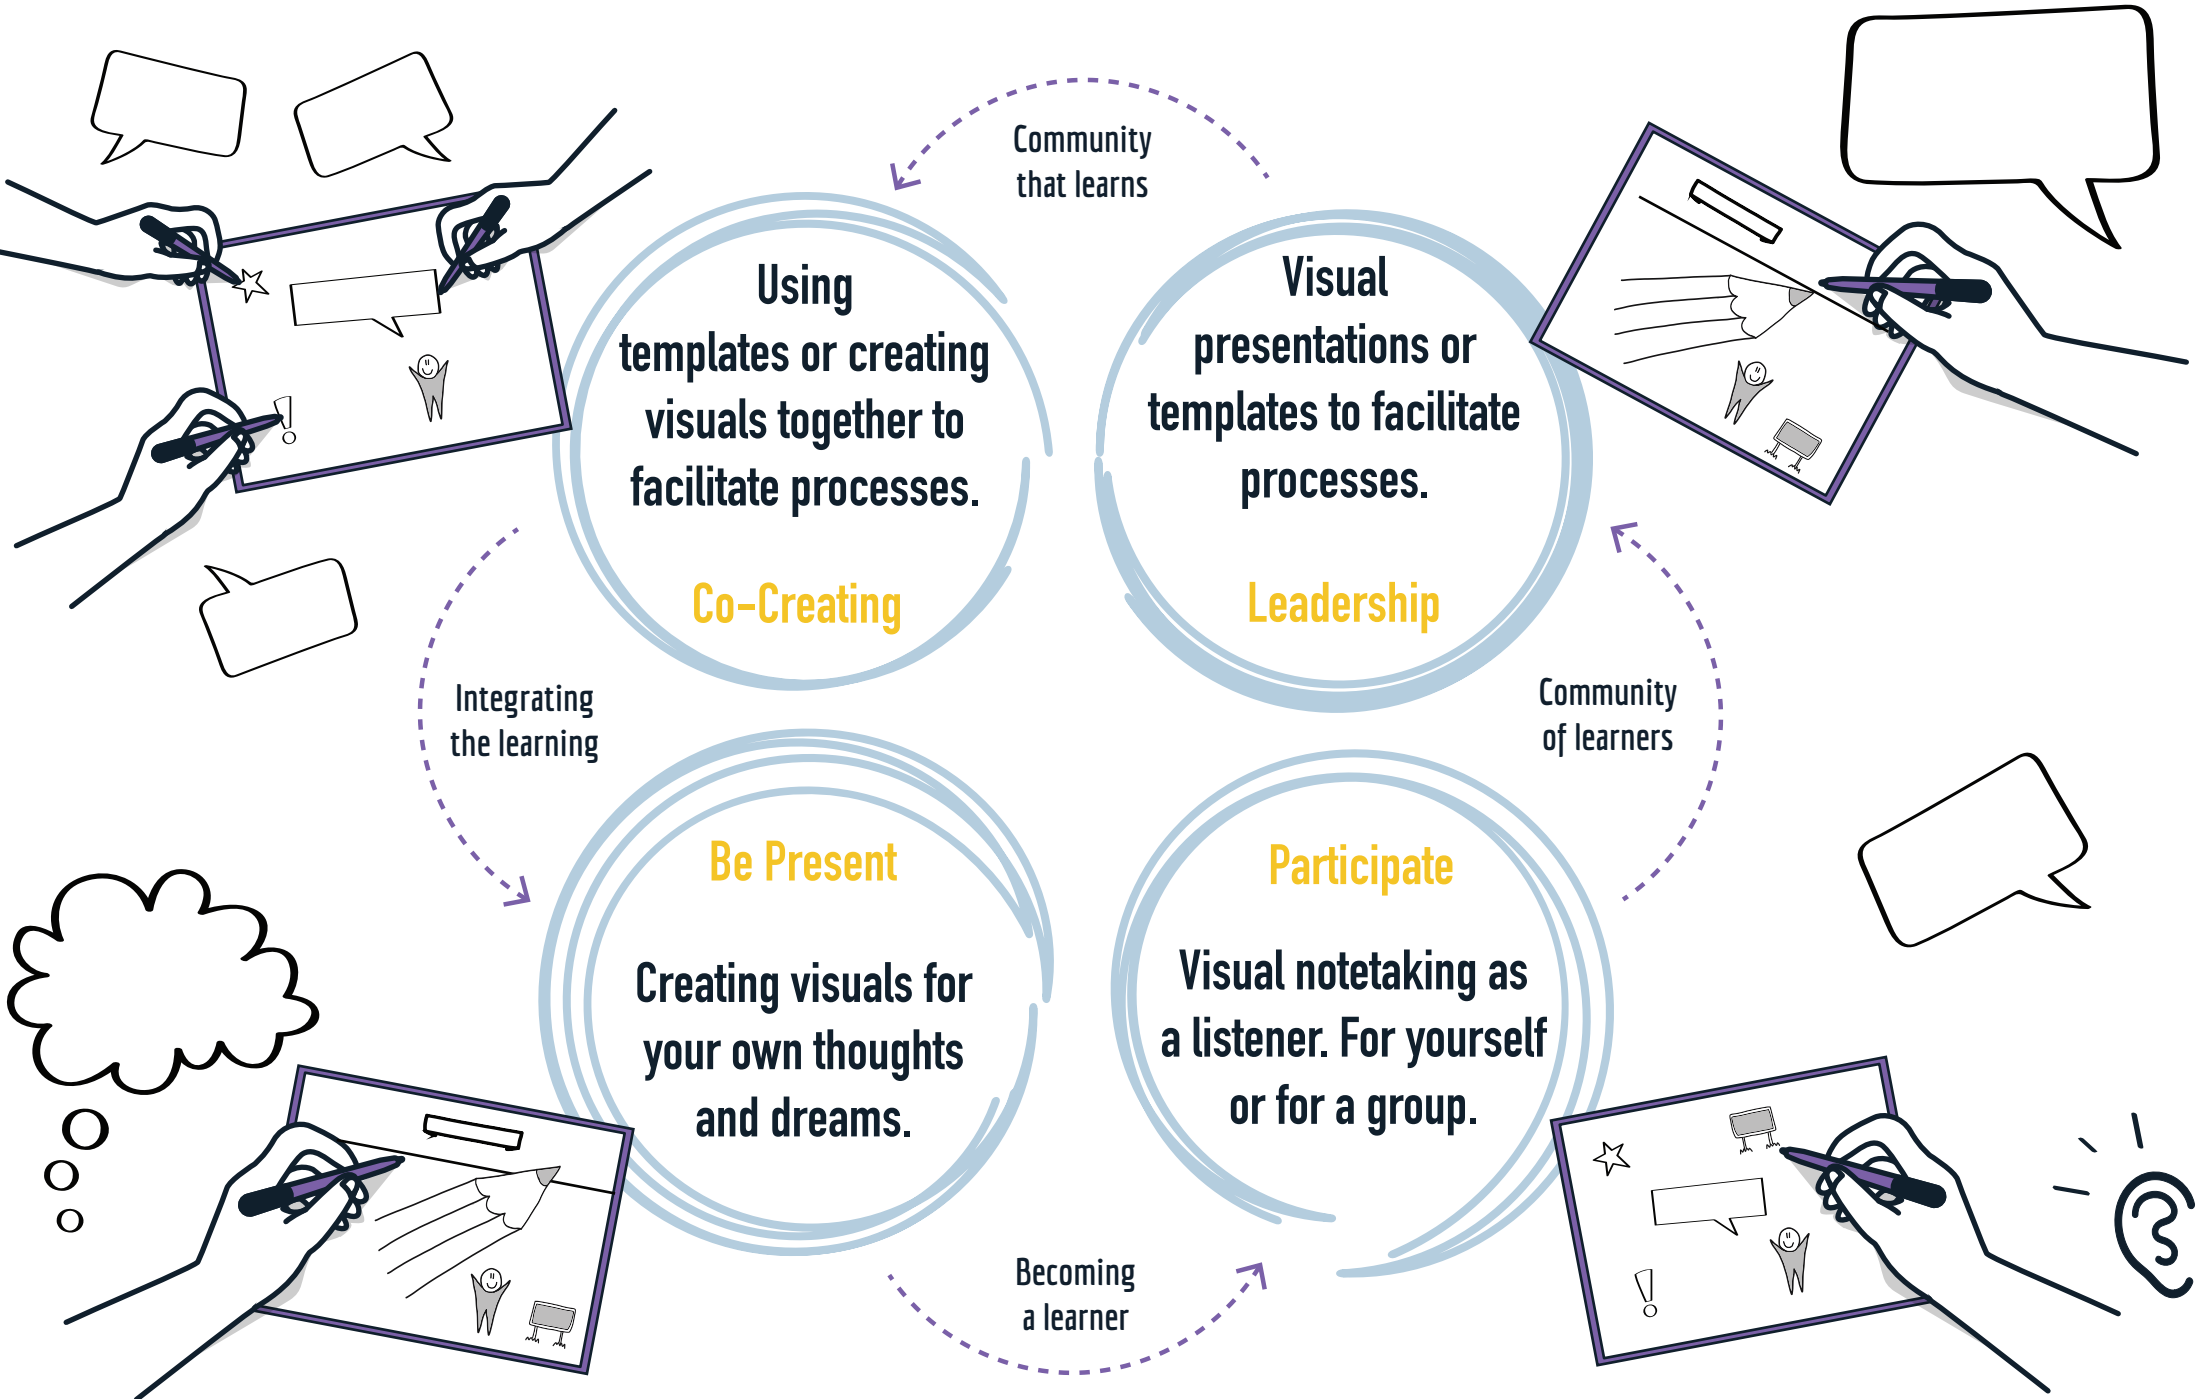 Community
that learns
Using
templates or creating
visuals together to
facilitate processes.
Co-Creating
Visual
presentations or
templates to facilitate
processes.
Leadership
Integrating
the learning
Community
of learners
Be Present
Creating visuals for
your own thoughts
and dreams.
Participate
Visual notetaking as
a listener. For yourself
or for a group.
Becoming
a learner